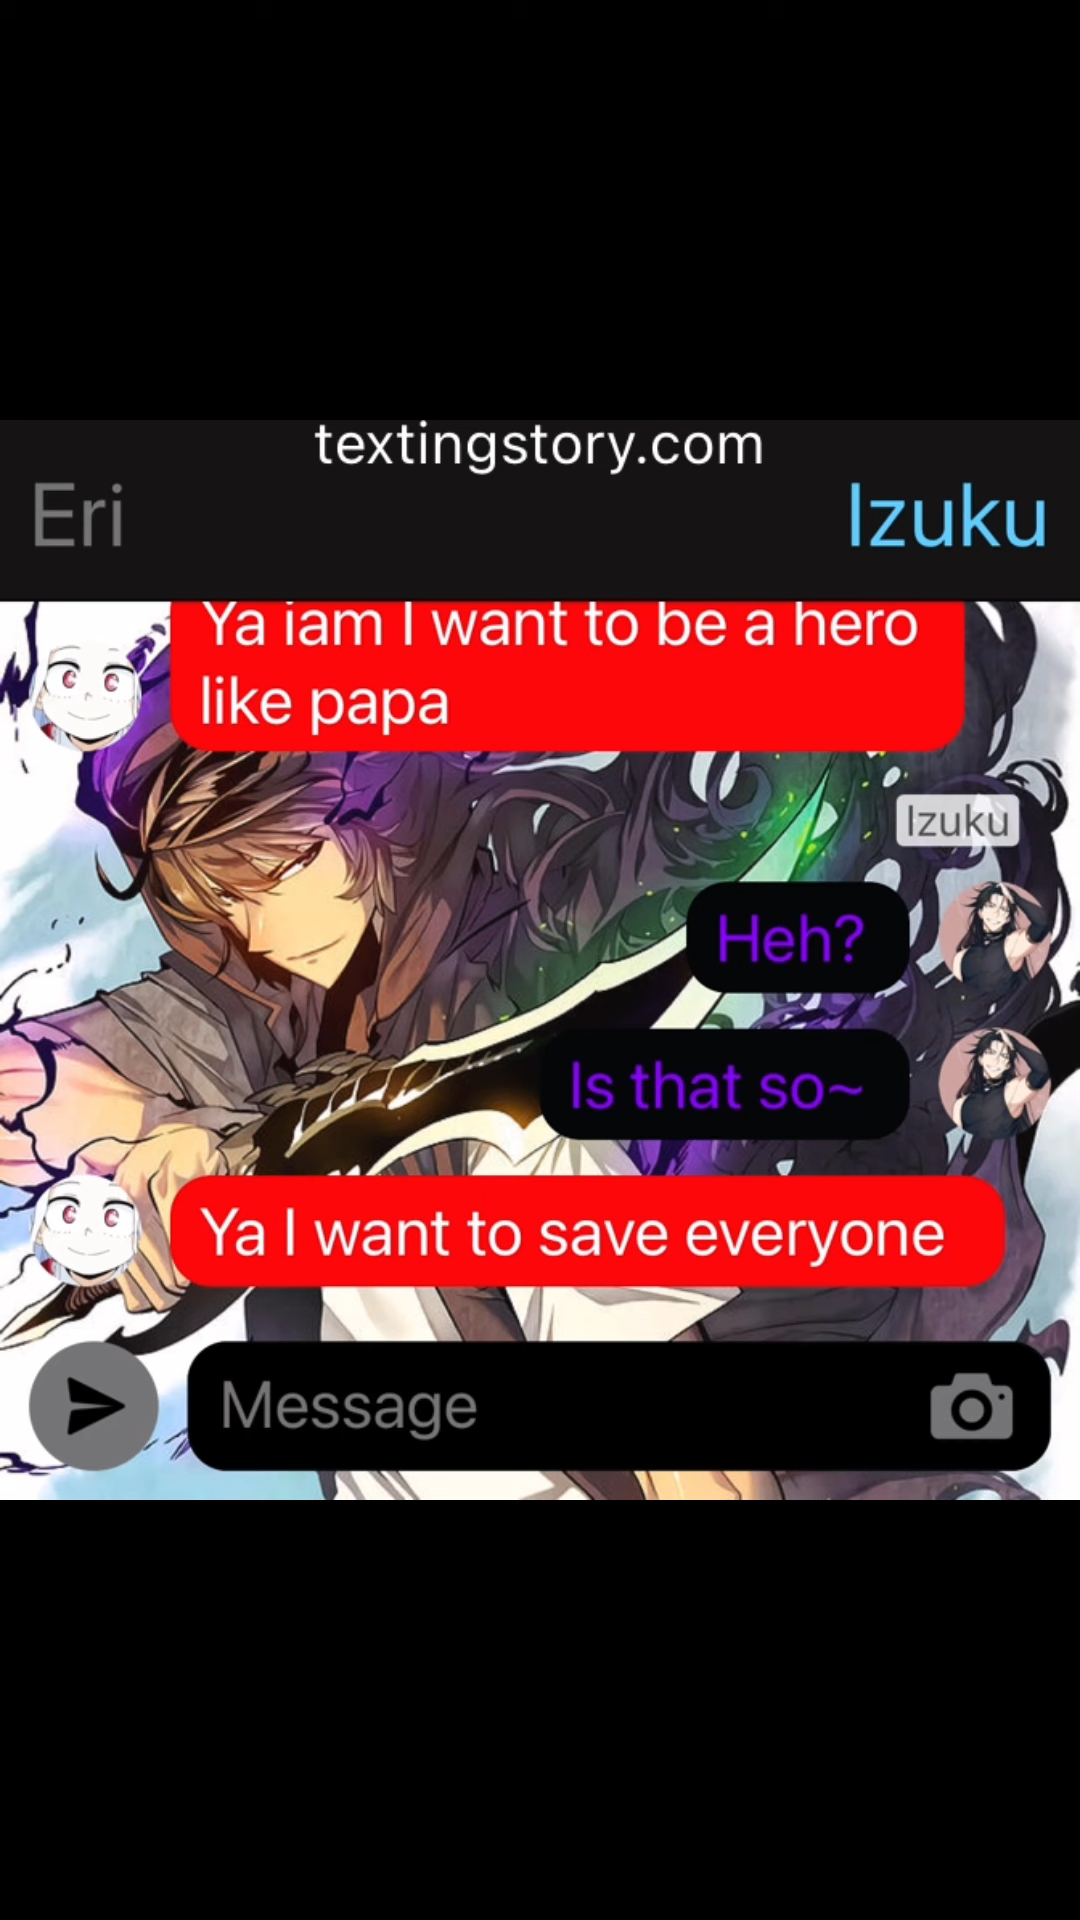 textingstory.com
Eri
Izuku
Ya iam I want to be a hero
like papa
Izuku
Heh?
Is that so~
Ya I want to save everyone
Message